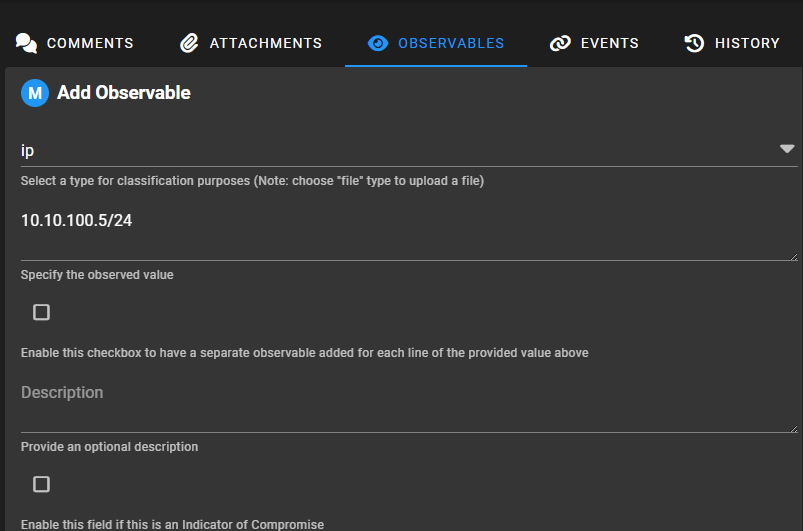 COMMENTS ATTACHMENTS OBSERVABLES EVENTS HISTORY
M Add Observable
ip
Select a type for classification purposes (Note: choose "file" type to upload a file)
10.10.100.5/24
Specify the observed value
Enable this checkbox to have a separate observable added for each line of the provided value above
Description
Provide an optional description
Enable this field if this is an Indicator of Compromise